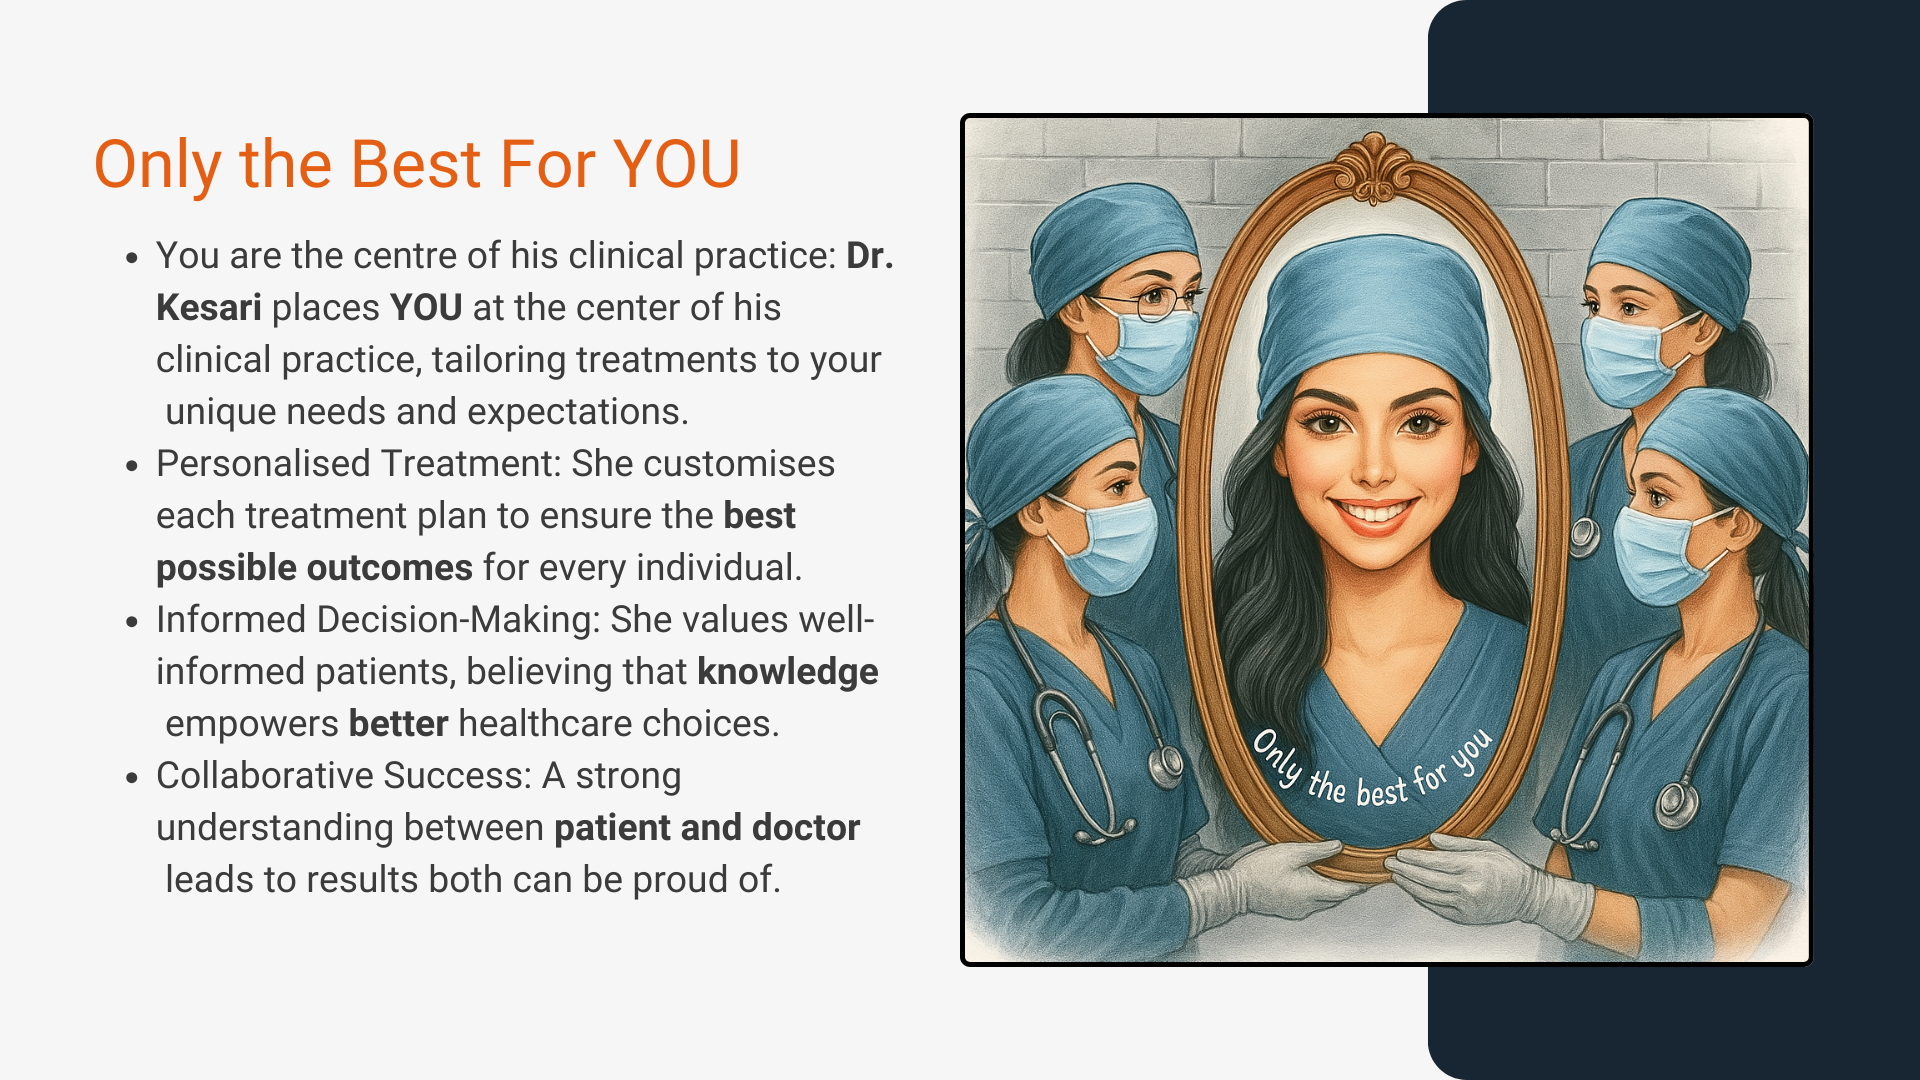 Only the Best For YOU
• You are the centre of his clinical practice: Dr.
Kesari places YOU at the center of his
clinical practice, tailoring treatments to your
unique needs and expectations.
• Personalised Treatment: She customises
each treatment plan to ensure the best
possible outcomes for every individual.
• Informed Decision-Making: She values well-
informed patients, believing that knowledge
empowers better healthcare choices.
• Collaborative Success: A strong
understanding between patient and doctor
leads to results both can be proud of.
Only the best for you